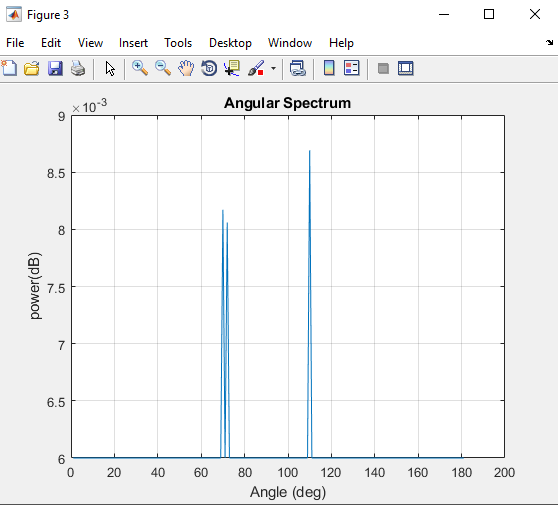 Figure 3
File Edit View Insert Tools Desktop Window Help
Angular Spectrum
×10-3
9
8.5
8
7.5
7
6.5
6
power(dB)
0 20 40 60 80 100 120 140 160 180 200
Angle (deg)